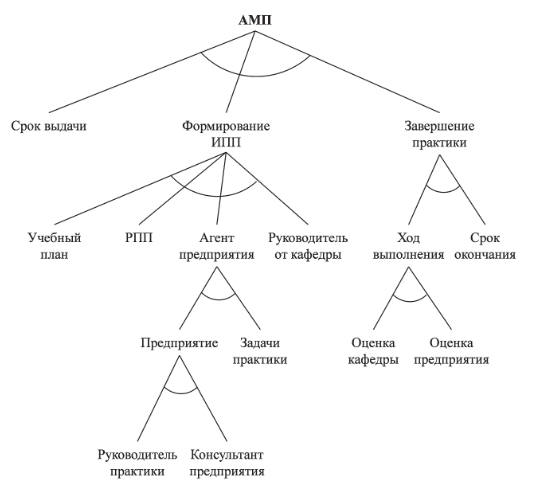 АМП
Срок выдачи
Формирование
ИПП
Завершение
практики
Учебный
план
РПП
Агент
предприятия
Руководитель
от кафедры
Ход
выполнения
Срок
окончания
Предприятие
Задачи
практики
Оценка
кафедры
Оценка
предприятия
Руководитель
практики
Консультант
предприятия